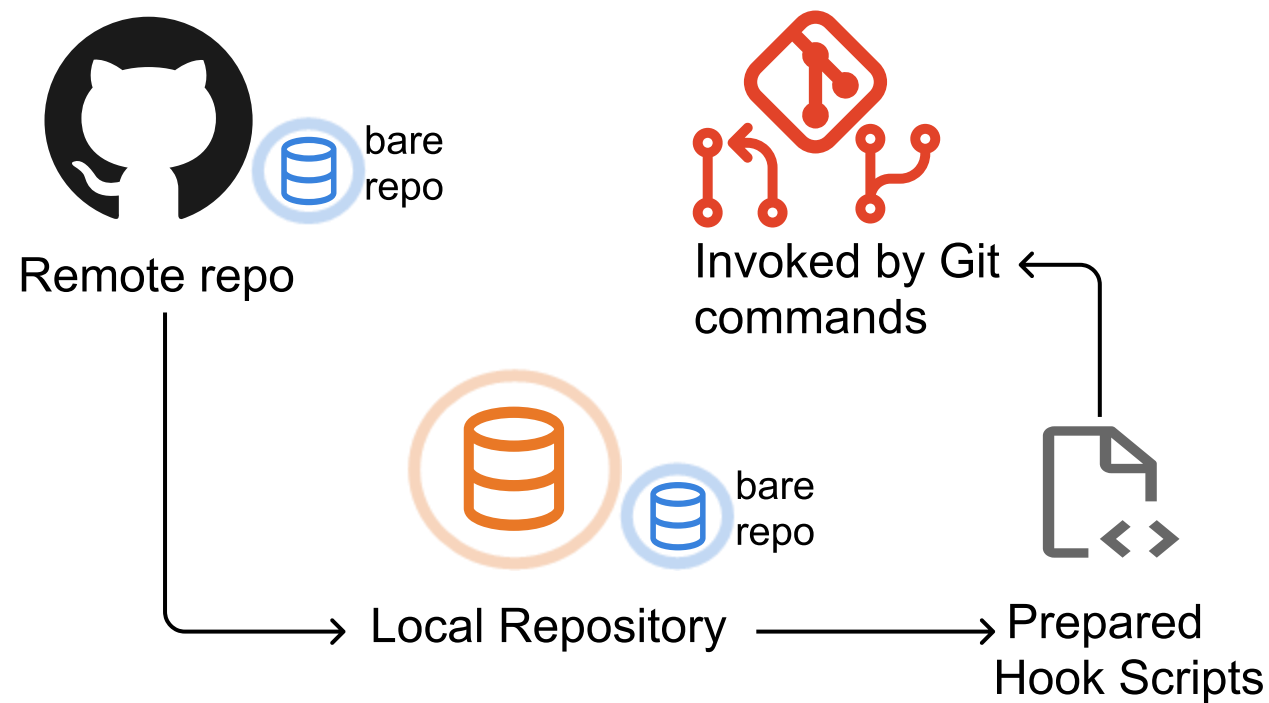 bare
repo
Remote repo
Invoked by Git
commands
bare
repo
Local Repository
Prepared
Hook Scripts